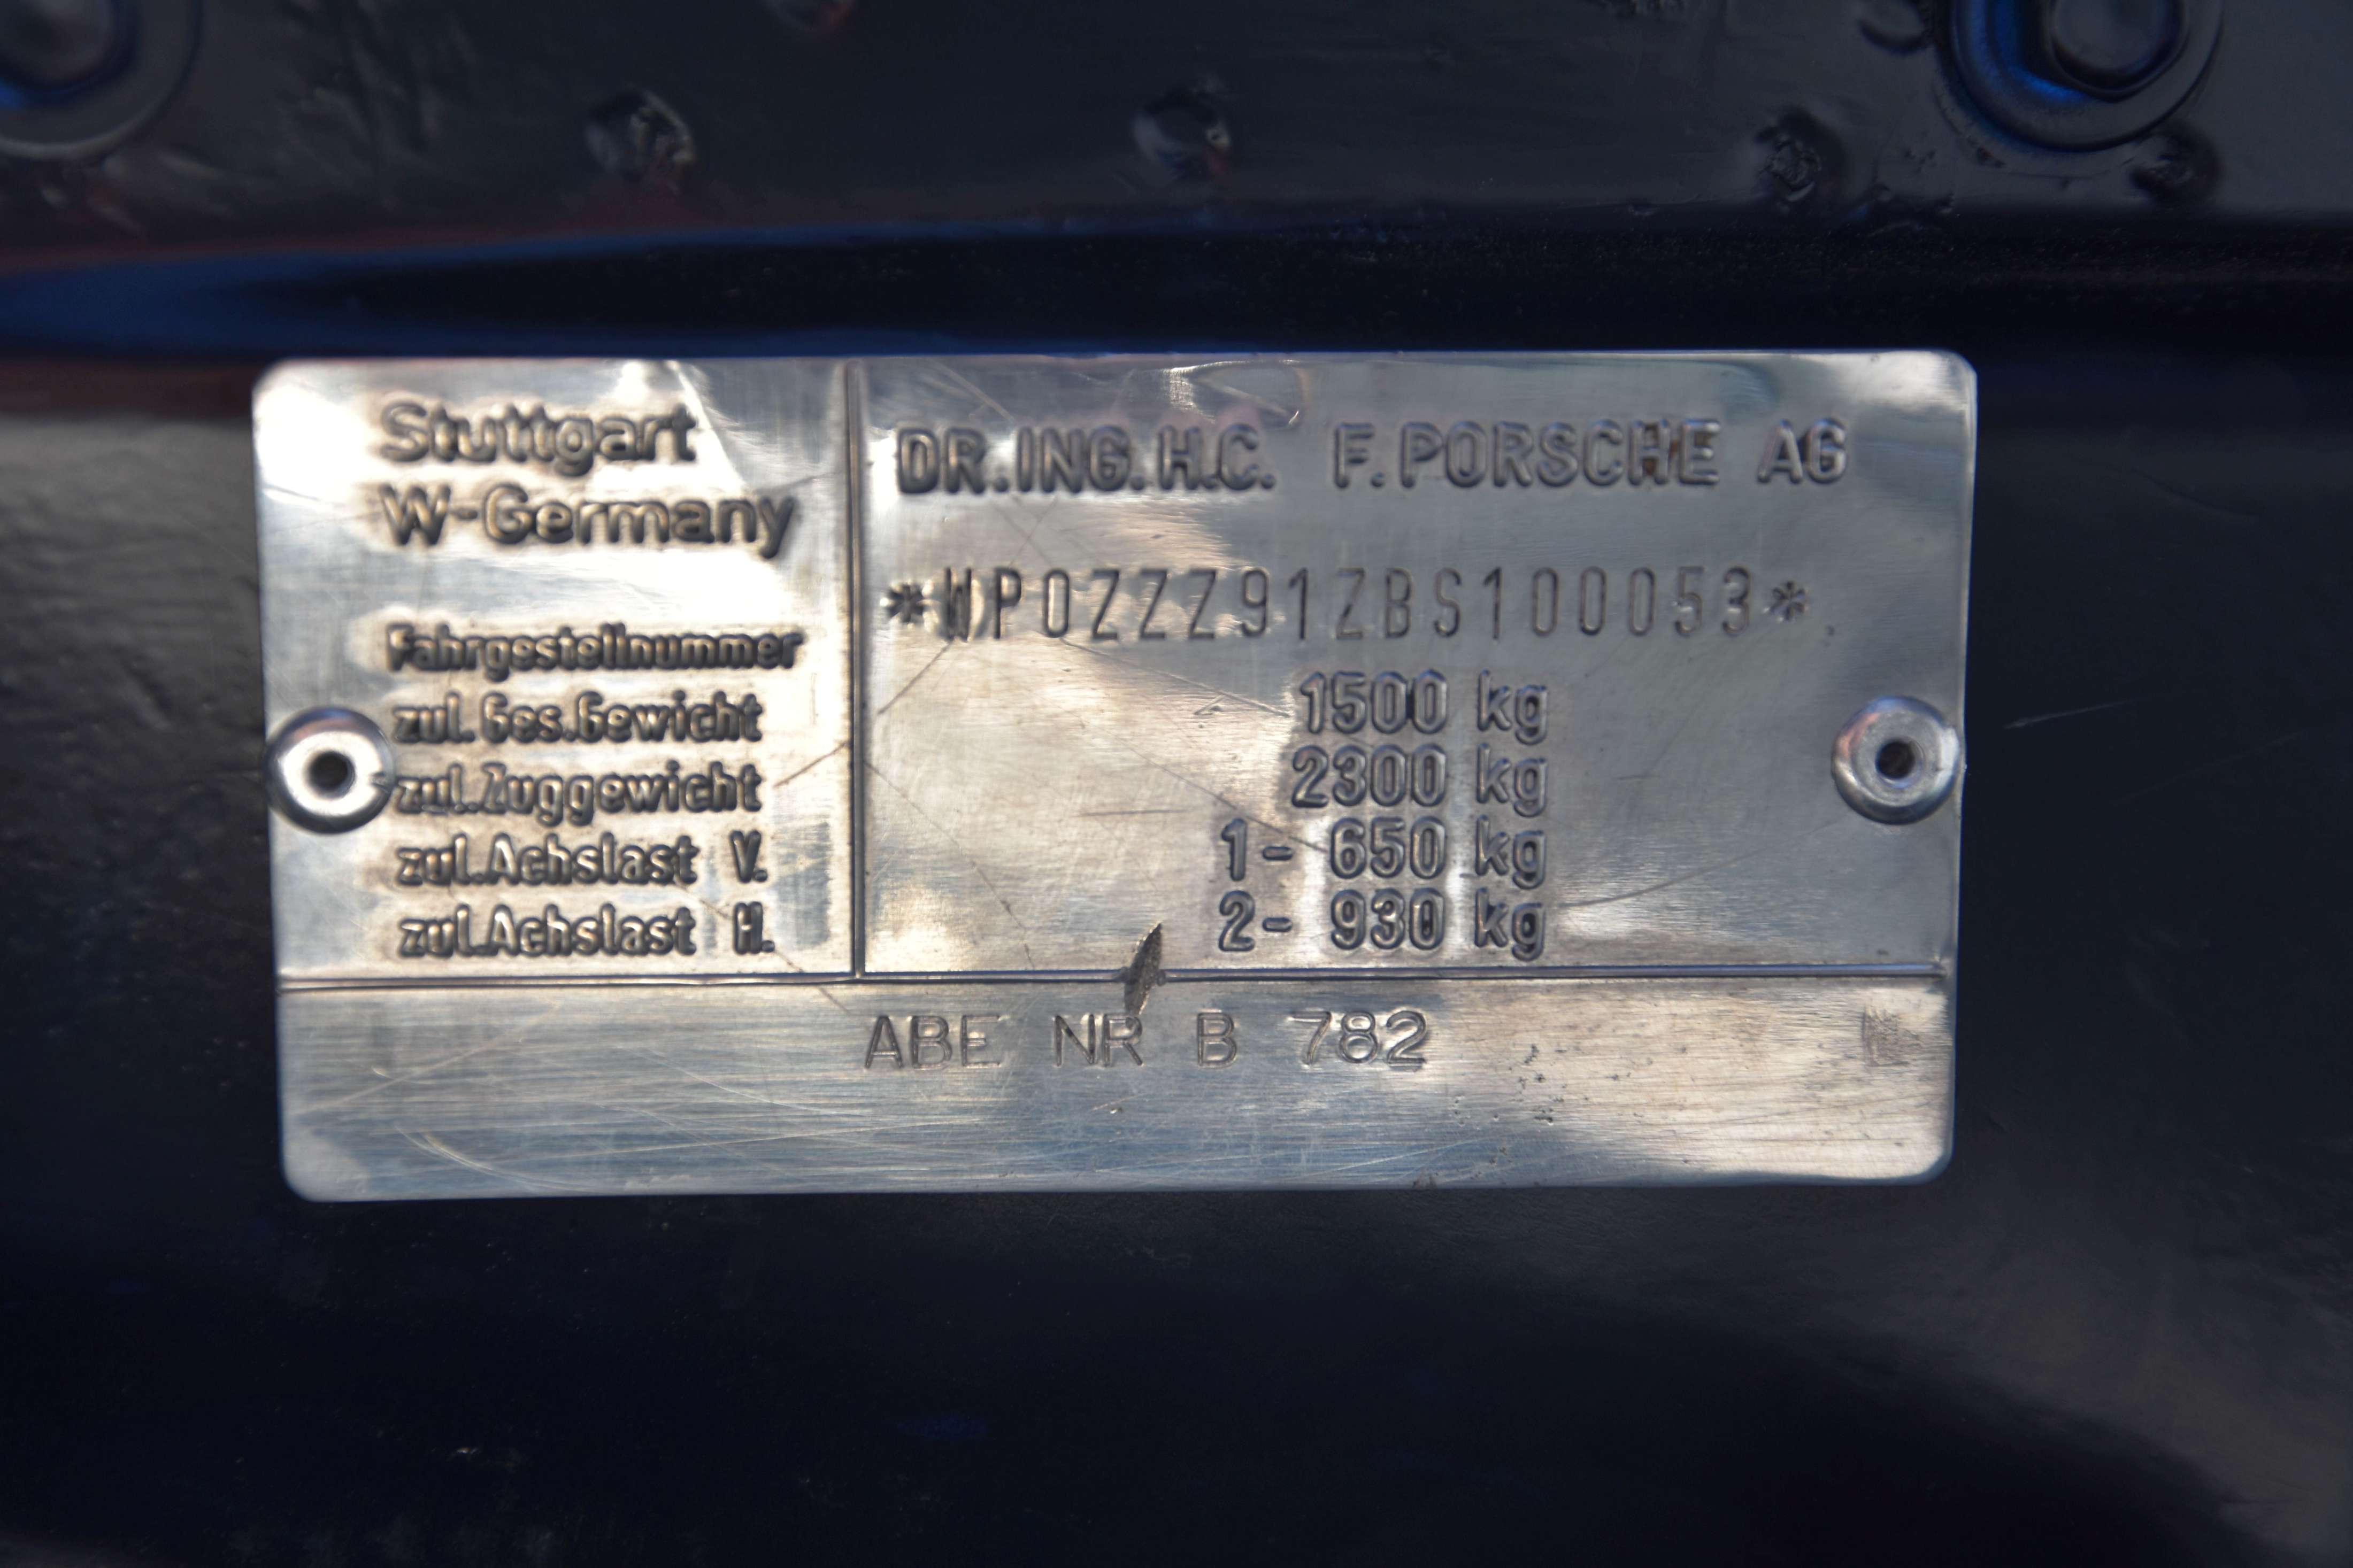 Stuttgart
W-Germany
DR.ING.H.C. F.PORSCHE AG
Fahrgestellnummer *WP0ZZZ91ZBS100053*
zul.Ges.Gewicht 1500 kg
zul.Zuggewicht 2300 kg
zul.Achslast V. 1- 650 kg
zul.Achslast H. 2- 930 kg
ABE NR B 782